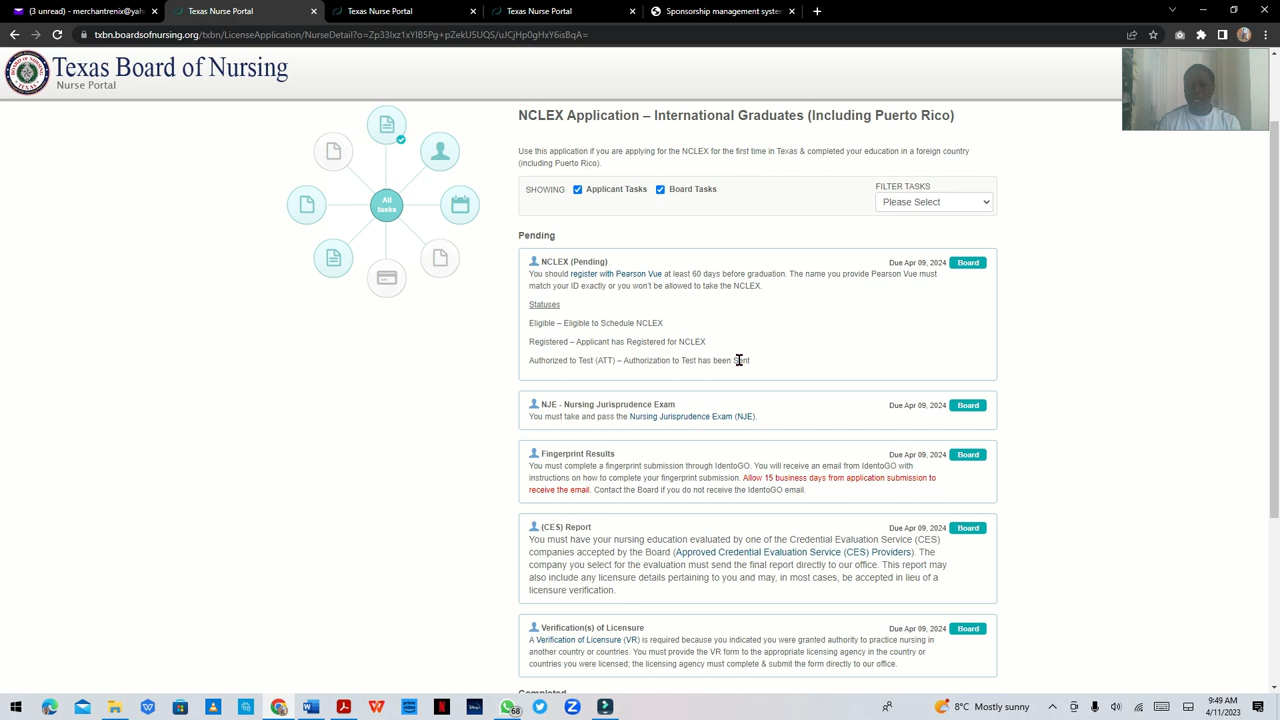 merchantrenix@yah
Texas Nurse Portal
Texas Nurse Portal
Texas Nurse Portal
Sponsorship management system
txbn.boardsofnursing.org/txbn/LicenseApplication/NurseDetail?o=
Texas Board of Nursing
Nurse Portal
All
tasks
NCLEX Application – International Graduates (Including Puerto Rico)
Use this application if you are applying for the NCLEX for the first time in Texas & completed your education in a foreign country
(including Puerto Rico).
SHOWING Applicant Tasks Board Tasks
FILTER TASKS
Please Select
Pending
NCLEX (Pending) Due Apr 09, 2024 Board
You should register with Pearson Vue at least 60 days before graduation. The name you provide Pearson Vue must
match your ID exactly or you won't be allowed to take the NCLEX.
Statuses
Eligible – Eligible to Schedule NCLEX
Registered – Applicant has Registered for NCLEX
Authorized to Test (ATT) – Authorization to Test has been Sent
NJE - Nursing Jurisprudence Exam Due Apr 09, 2024 Board
You must take and pass the Nursing Jurisprudence Exam (NJE).
Fingerprint Results Due Apr 09, 2024 Board
You must complete a fingerprint submission through IdentoGO. You will receive an email from IdentoGO with
instructions on how to complete your fingerprint submission. Allow 15 business days from application submission to
receive the email. Contact the Board if you do not receive the IdentoGO email.
(CES) Report Due Apr 09, 2024 Board
You must have your nursing education evaluated by one of the Credential Evaluation Service (CES)
companies accepted by the Board (Approved Credential Evaluation Service (CES) Providers). The
company you select for the evaluation must send the final report directly to our office. This report may
also include any licensure details pertaining to you and may, in most cases, be accepted in lieu of a
licensure verification.
Verification(s) of Licensure Due Apr 09, 2024 Board
A Verification of Licensure (VR) is required because you indicated you were granted authority to practice nursing in
another country or countries. You must provide the VR form to the appropriate licensing agency in the country or
countries you were licensed; the licensing agency must complete & submit the form directly to our office.
Completed
68
8°C Mostly sunny
9:49 AM
4/11/2023